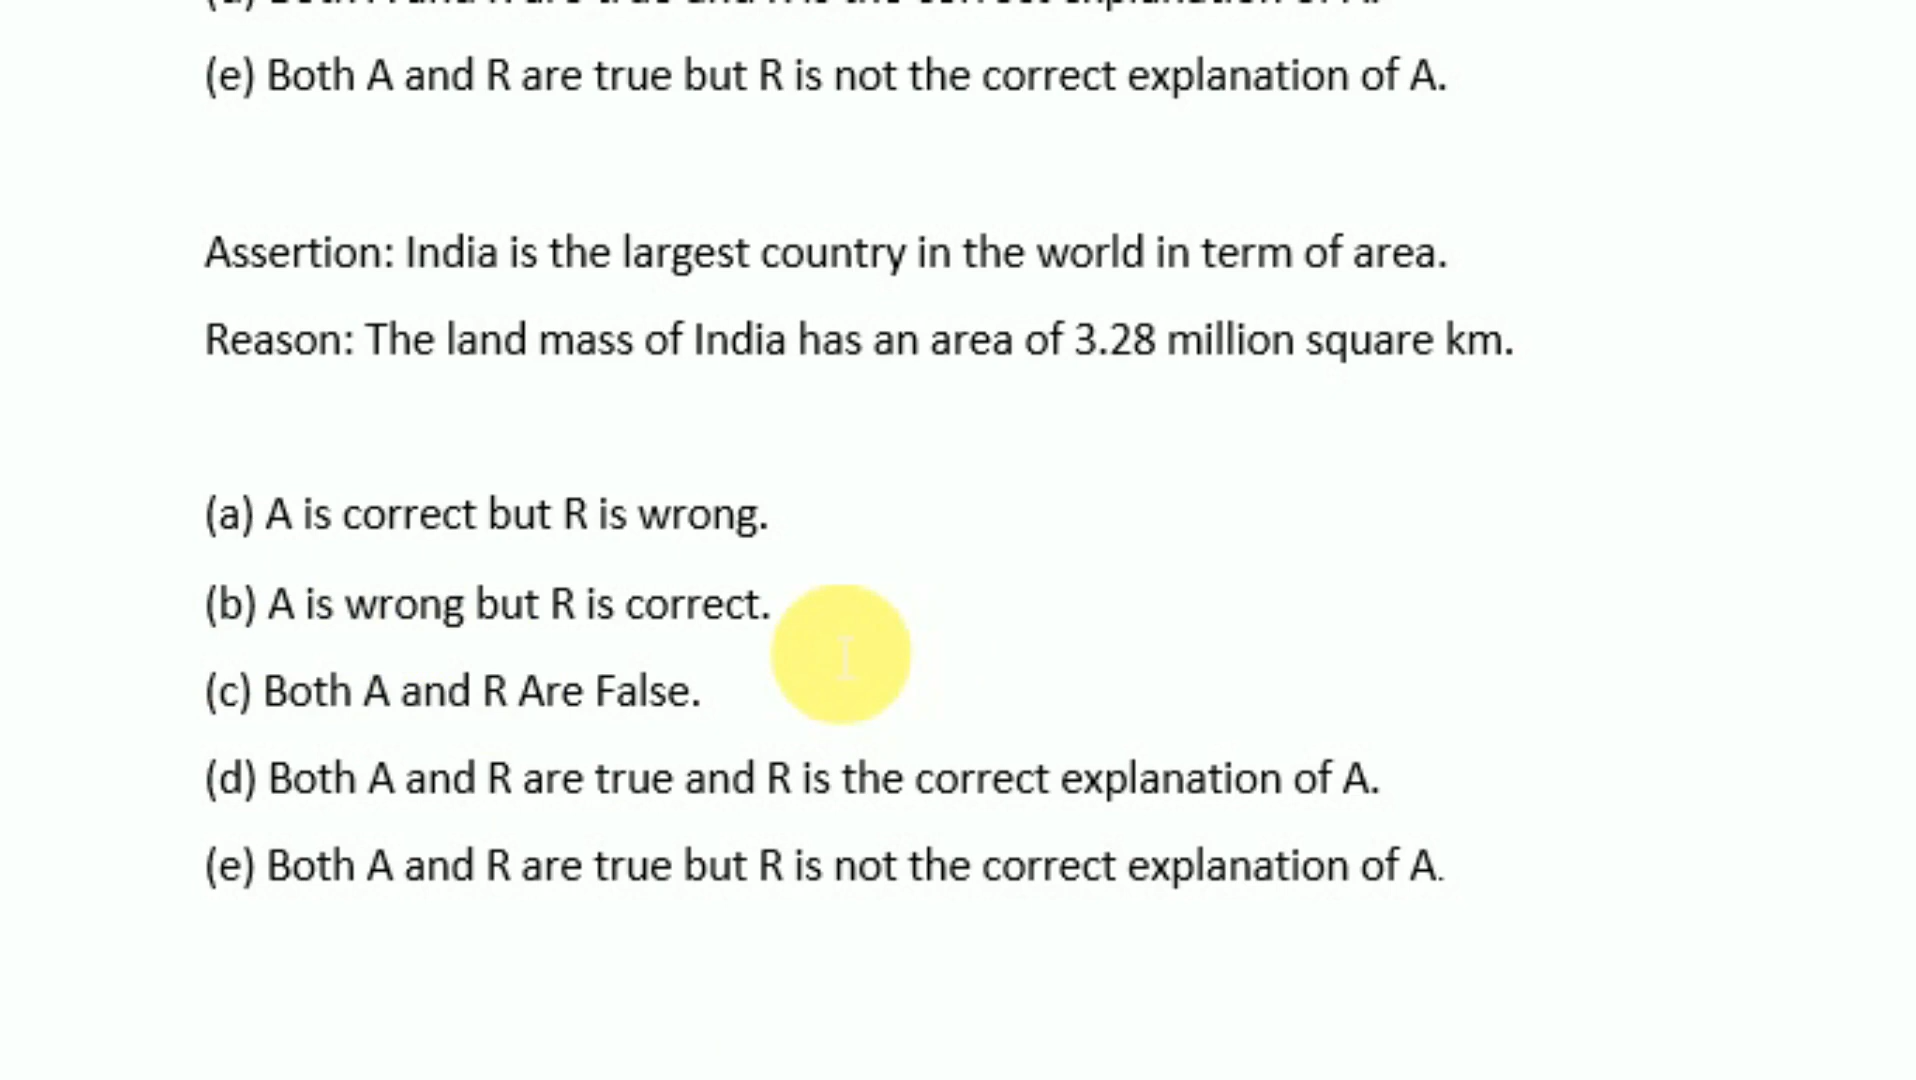 (e) Both A and R are true but R is not the correct explanation of A.
Assertion: India is the largest country in the world in term of area.
Reason: The land mass of India has an area of 3.28 million square km.
(a) A is correct but R is wrong.
(b) A is wrong but R is correct.
(c) Both A and R Are False.
(d) Both A and R are true and R is the correct explanation of A.
(e) Both A and R are true but R is not the correct explanation of A.